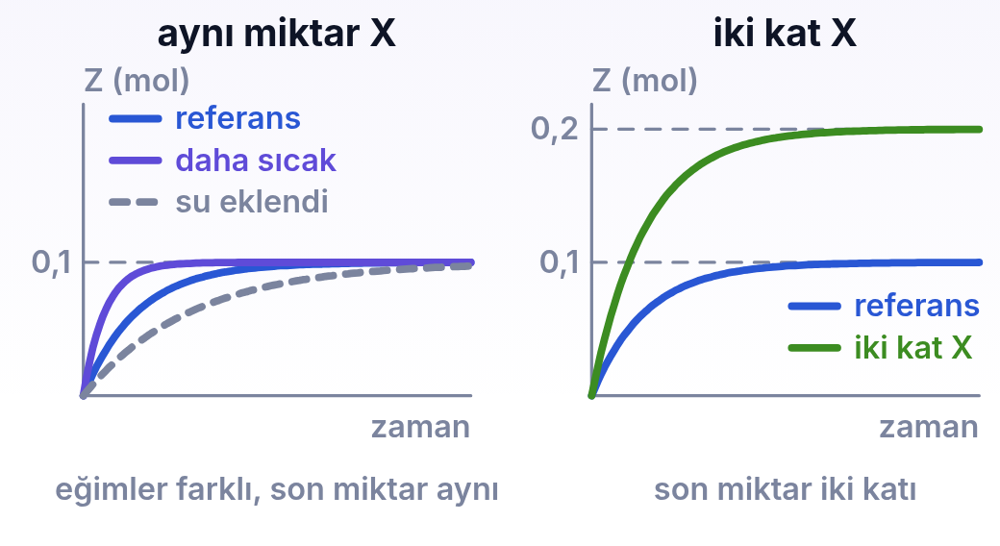 aynı miktar X
Z (mol)
referans
daha sıcak
su eklendi
0,1
zaman
eğimler farklı, son miktar aynı
iki kat X
Z (mol)
0,2
0,1
referans
iki kat X
zaman
son miktar iki katı